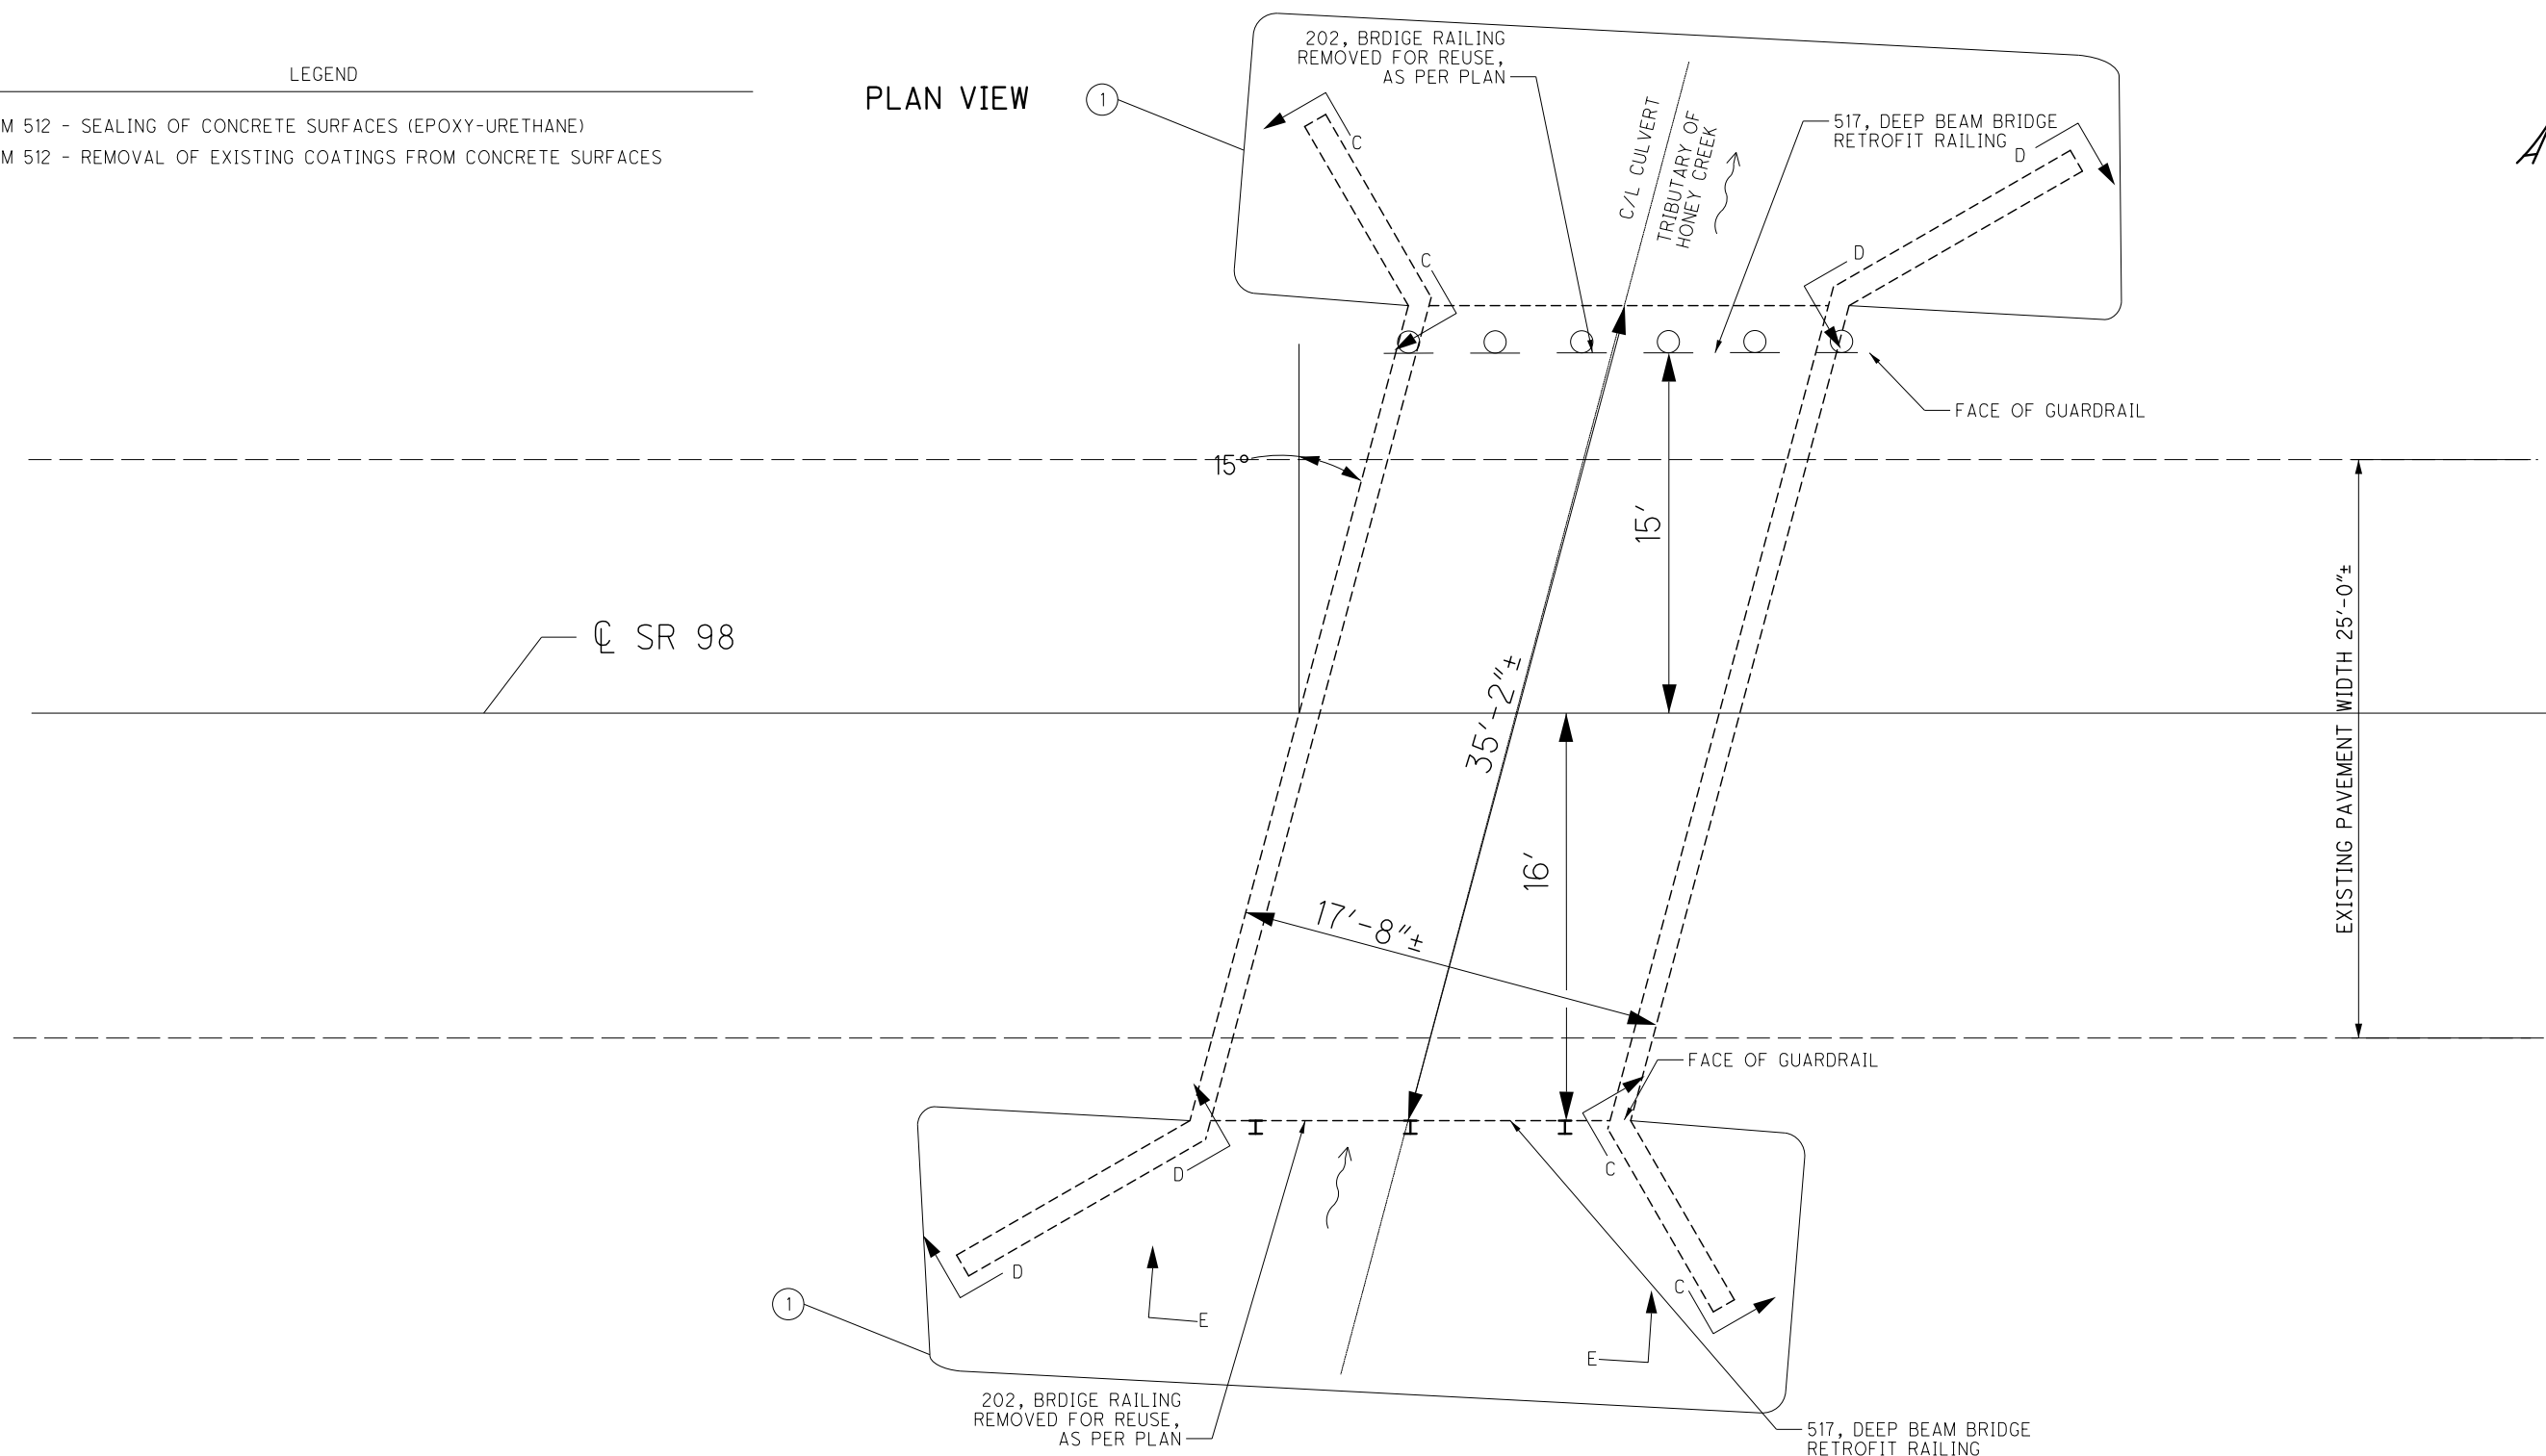 LEGEND
M 512 - SEALING OF CONCRETE SURFACES (EPOXY-URETHANE)
M 512 - REMOVAL OF EXISTING COATINGS FROM CONCRETE SURFACES
PLAN VIEW
1
202, BRDIGE RAILING
REMOVED FOR REUSE,
AS PER PLAN
C/L CULVERT
TRIBUTARY OF
HONEY CREEK
517, DEEP BEAM BRIDGE
RETROFIT RAILING
C
C
D
D
FACE OF GUARDRAIL
15°
15'
℄ SR 98
35'-2"±
16'
17'-8"±
EXISTING PAVEMENT WIDTH 25'-0"±
FACE OF GUARDRAIL
D
D
C
C
E
E
1
202, BRDIGE RAILING
REMOVED FOR REUSE,
AS PER PLAN
517, DEEP BEAM BRIDGE
RETROFIT RAILING